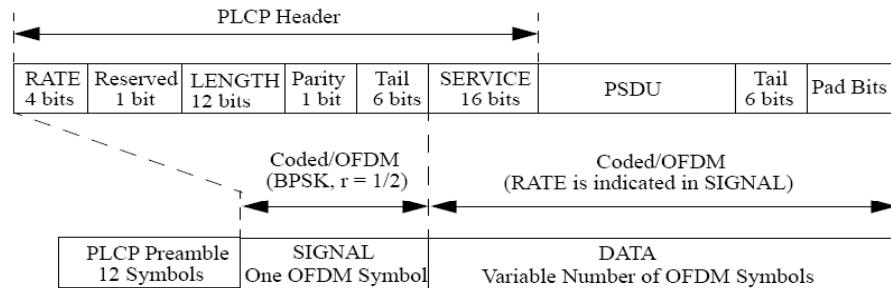 PLCP Header
RATE Reserved LENGTH Parity Tail SERVICE PSDU Tail Pad Bits
4 bits 1 bit 12 bits 1 bit 6 bits 16 bits 6 bits
Coded/OFDM Coded/OFDM
(BPSK, r = 1/2) (RATE is indicated in SIGNAL)
PLCP Preamble SIGNAL DATA
12 Symbols One OFDM Symbol Variable Number of OFDM Symbols